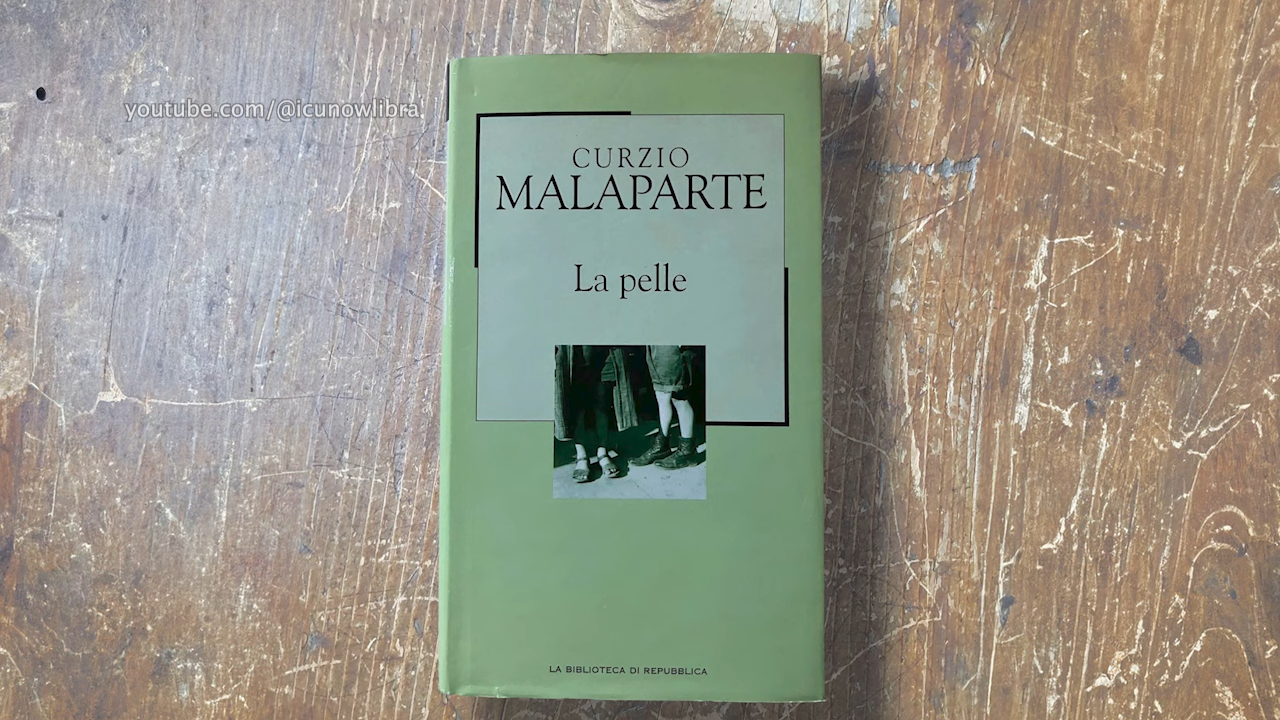 youtube.com/@icunowlibra
CURZIO
MALAPARTE
La pelle
LA BIBLIOTECA DI REPUBBLICA